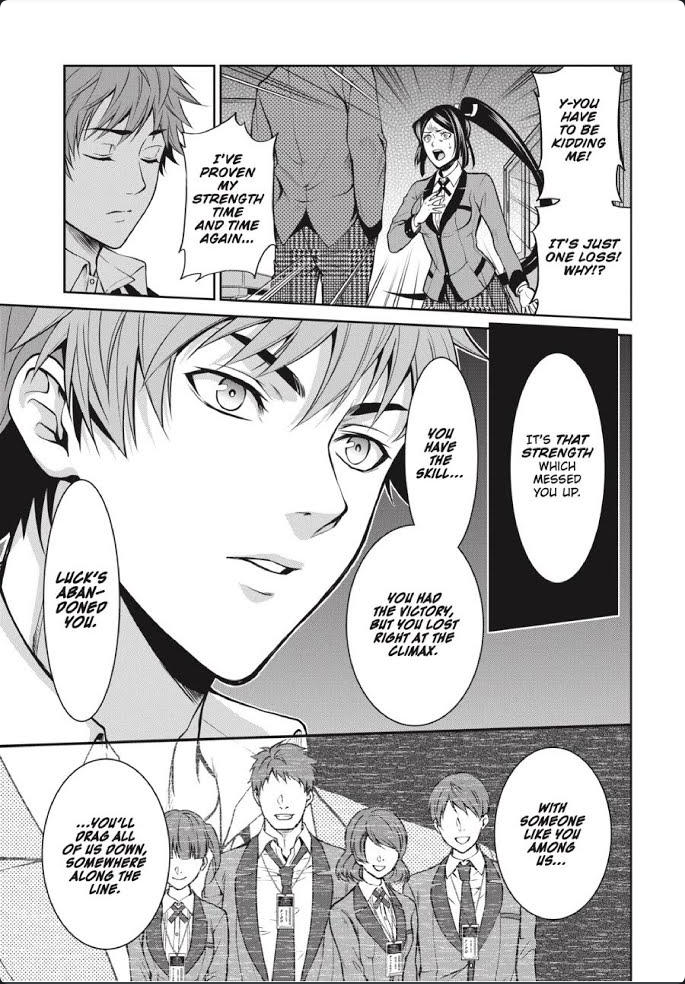 Y-YOU
HAVE
TO BE
KIDDING
ME!
IT'S JUST
ONE LOSS!
WHY!?
I'VE
PROVEN
MY
STRENGTH
TIME
AND TIME
AGAIN...
IT'S THAT
STRENGTH
WHICH
MESSED
YOU UP.
YOU
HAVE
THE
SKILL...
YOU HAD
THE VICTORY,
BUT YOU LOST
RIGHT AT THE
CLIMAX.
LUCK'S
ABAN-
DONED
YOU.
WITH
SOMEONE
LIKE YOU
AMONG
US...
...YOU'LL
DRAG ALL
OF US DOWN,
SOMEWHERE
ALONG THE
LINE.